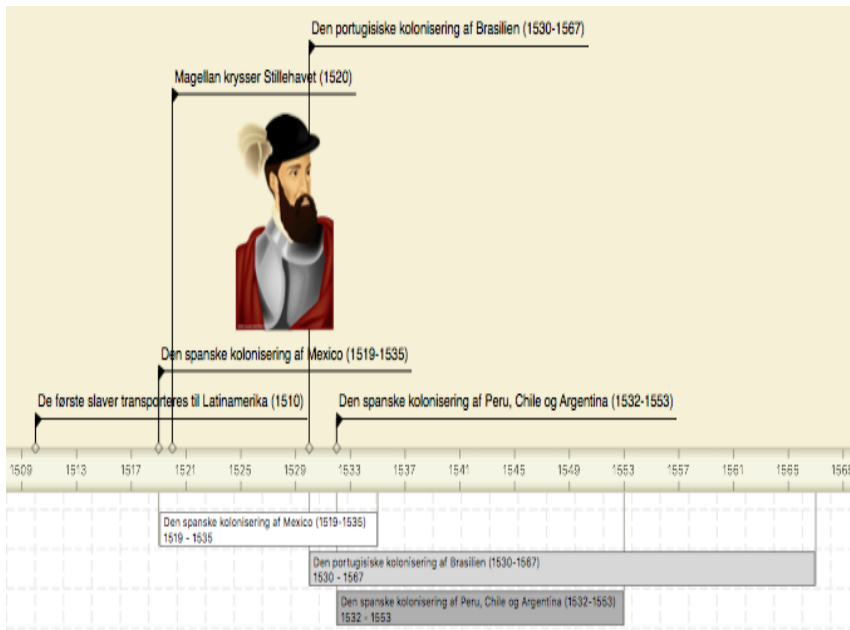 Den portugisiske kolonisering af Brasilien (1530-1567)
Magellan krysser Stillehavet (1520)
Den spanske kolonisering af Mexico (1519-1535)
De første slaver transporteres til Latinamerika (1510)
Den spanske kolonisering af Peru, Chile og Argentina (1532-1553)
1509 1513 1517 1521 1525 1529 1533 1537 1541 1545 1549 1553 1557 1561 1565
Den spanske kolonisering af Mexico (1519-1535)
1519 - 1535
Den portugisiske kolonisering af Brasilien (1530-1567)
1530 - 1567
Den spanske kolonisering af Peru, Chile og Argentina (1532-1553)
1532 - 1553